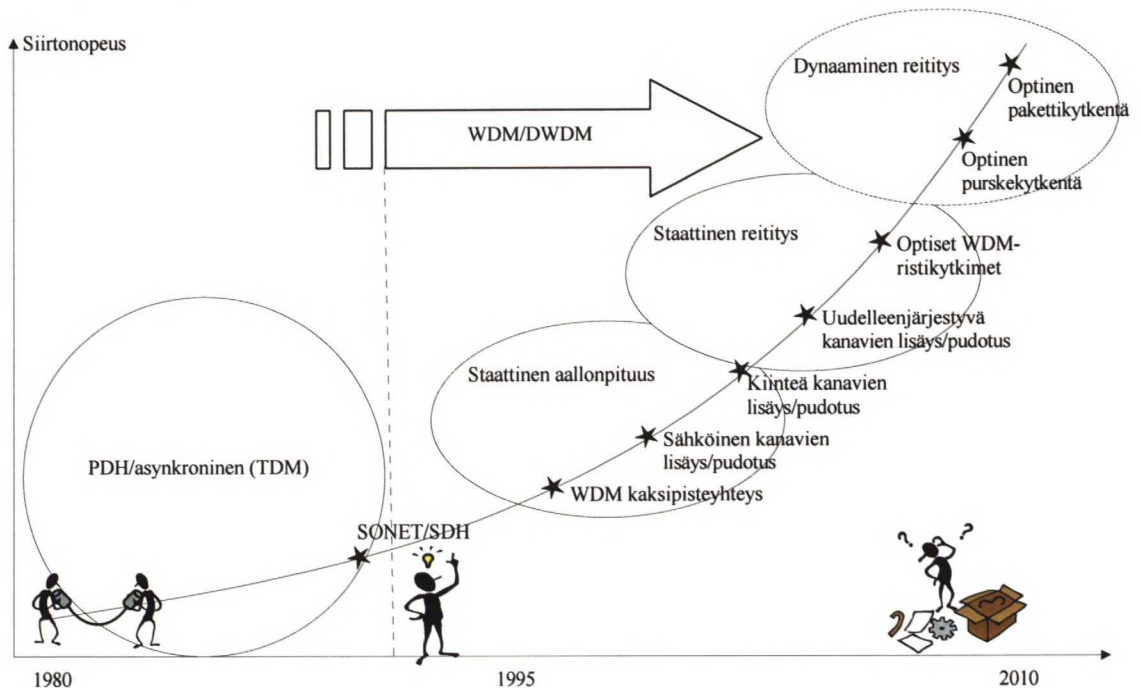 Siirtonopeus
Dynaaminen reititys
Optinen
pakettikytkentä
WDM/DWDM
Optinen
purskekytkentä
Staattinen reititys
Optiset WDM-
ristikytkimet
Uudelleenjärjestyvä
kanavien lisäys/pudotus
Staattinen aallonpituus
Kiinteä kanavien
lisäys/pudotus
Sähköinen kanavien
lisäys/pudotus
PDH/asynkroninen (TDM)
WDM kaksipisteyhteys
SONET/SDH
? ?
1980
1995
2010